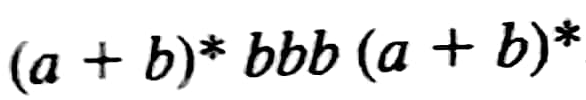 (a + b)* bbb (a + b)*